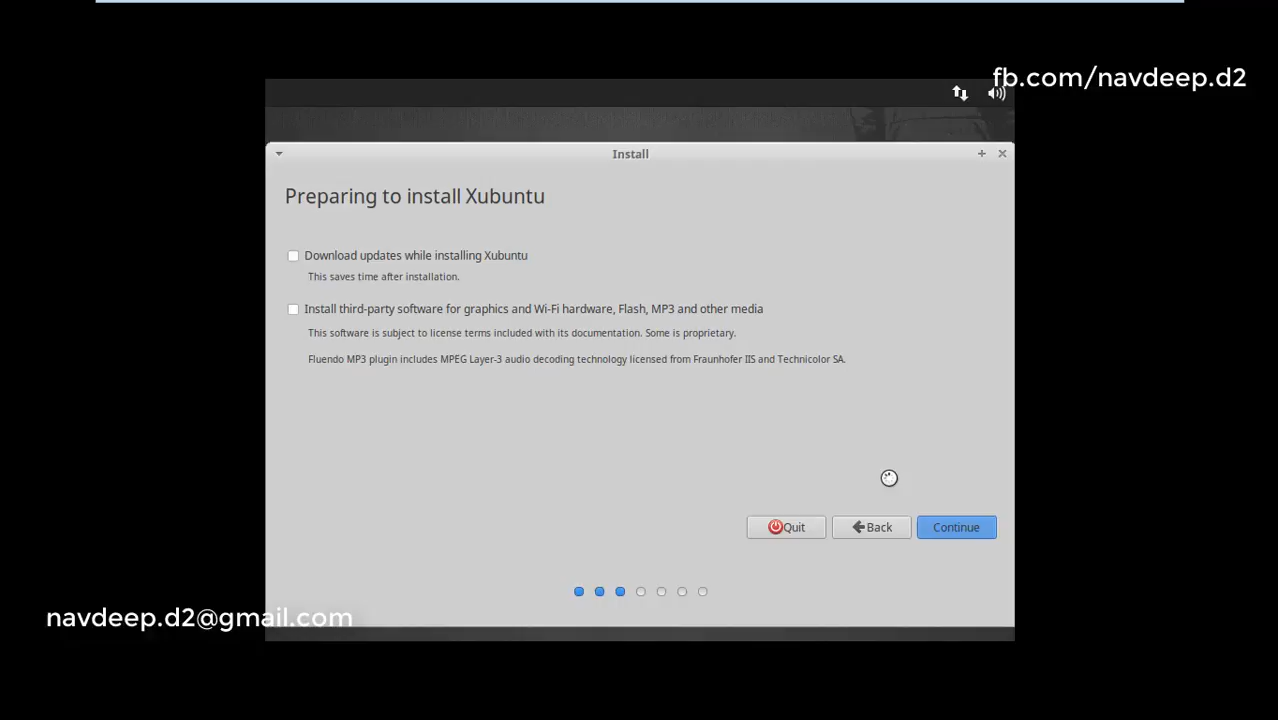 fb.com/navdeep.d2
Install
Preparing to install Xubuntu
Download updates while installing Xubuntu
This saves time after installation.
Install third-party software for graphics and Wi-Fi hardware, Flash, MP3 and other media
This software is subject to license terms included with its documentation. Some is proprietary.
Fluendo MP3 plugin includes MPEG Layer-3 audio decoding technology licensed from Fraunhofer IIS and Technicolor SA.
Quit Back Continue
navdeep.d2@gmail.com